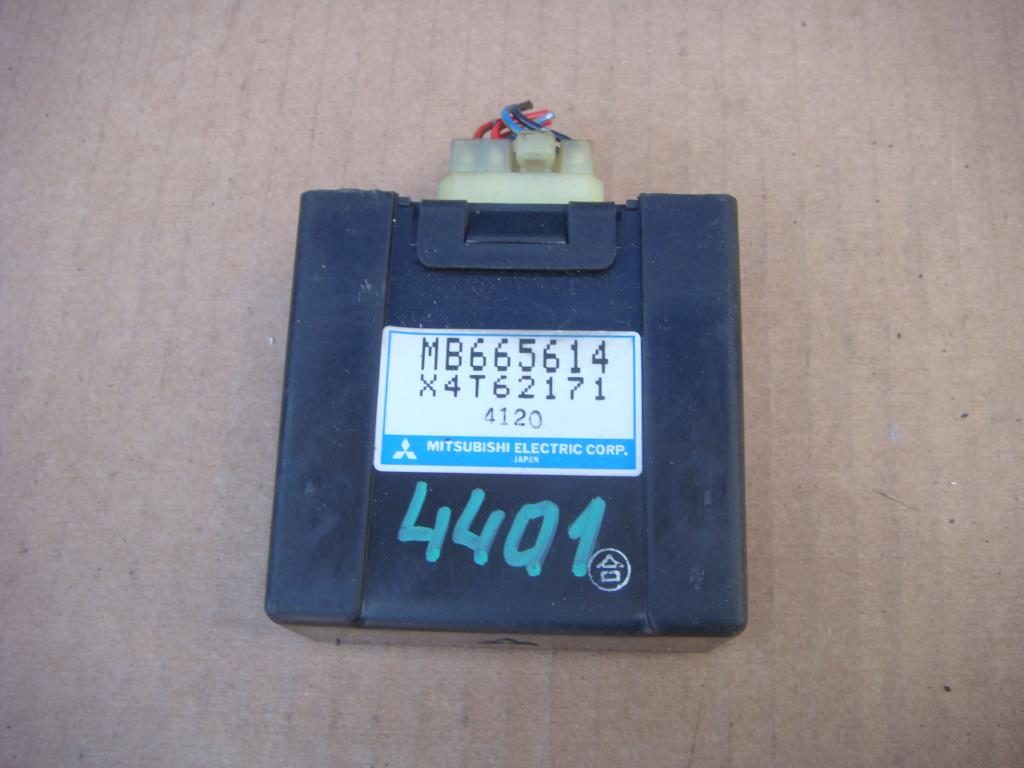 MB665614
X4T62171
4120
MITSUBISHI ELECTRIC CORP.
JAPAN
4401
合